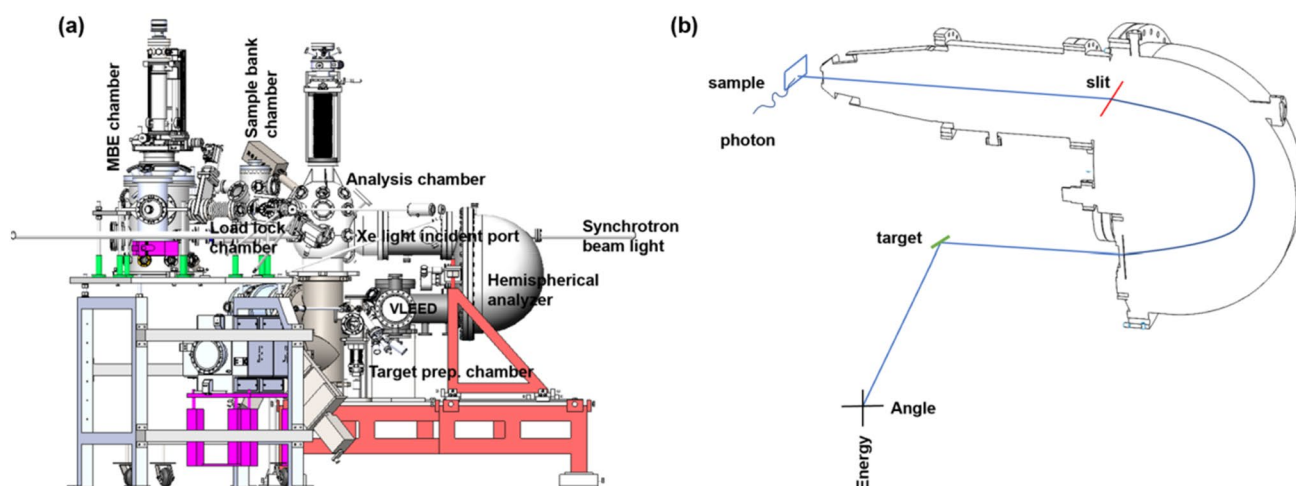 (a)
MBE chamber
Sample bank
chamber
Analysis chamber
Load lock
chamber
Xe light incident port
Synchrotron
beam light
Hemispherical
analyzer
VLEED
Target prep. chamber
(b)
sample
photon
slit
target
Angle
Energy